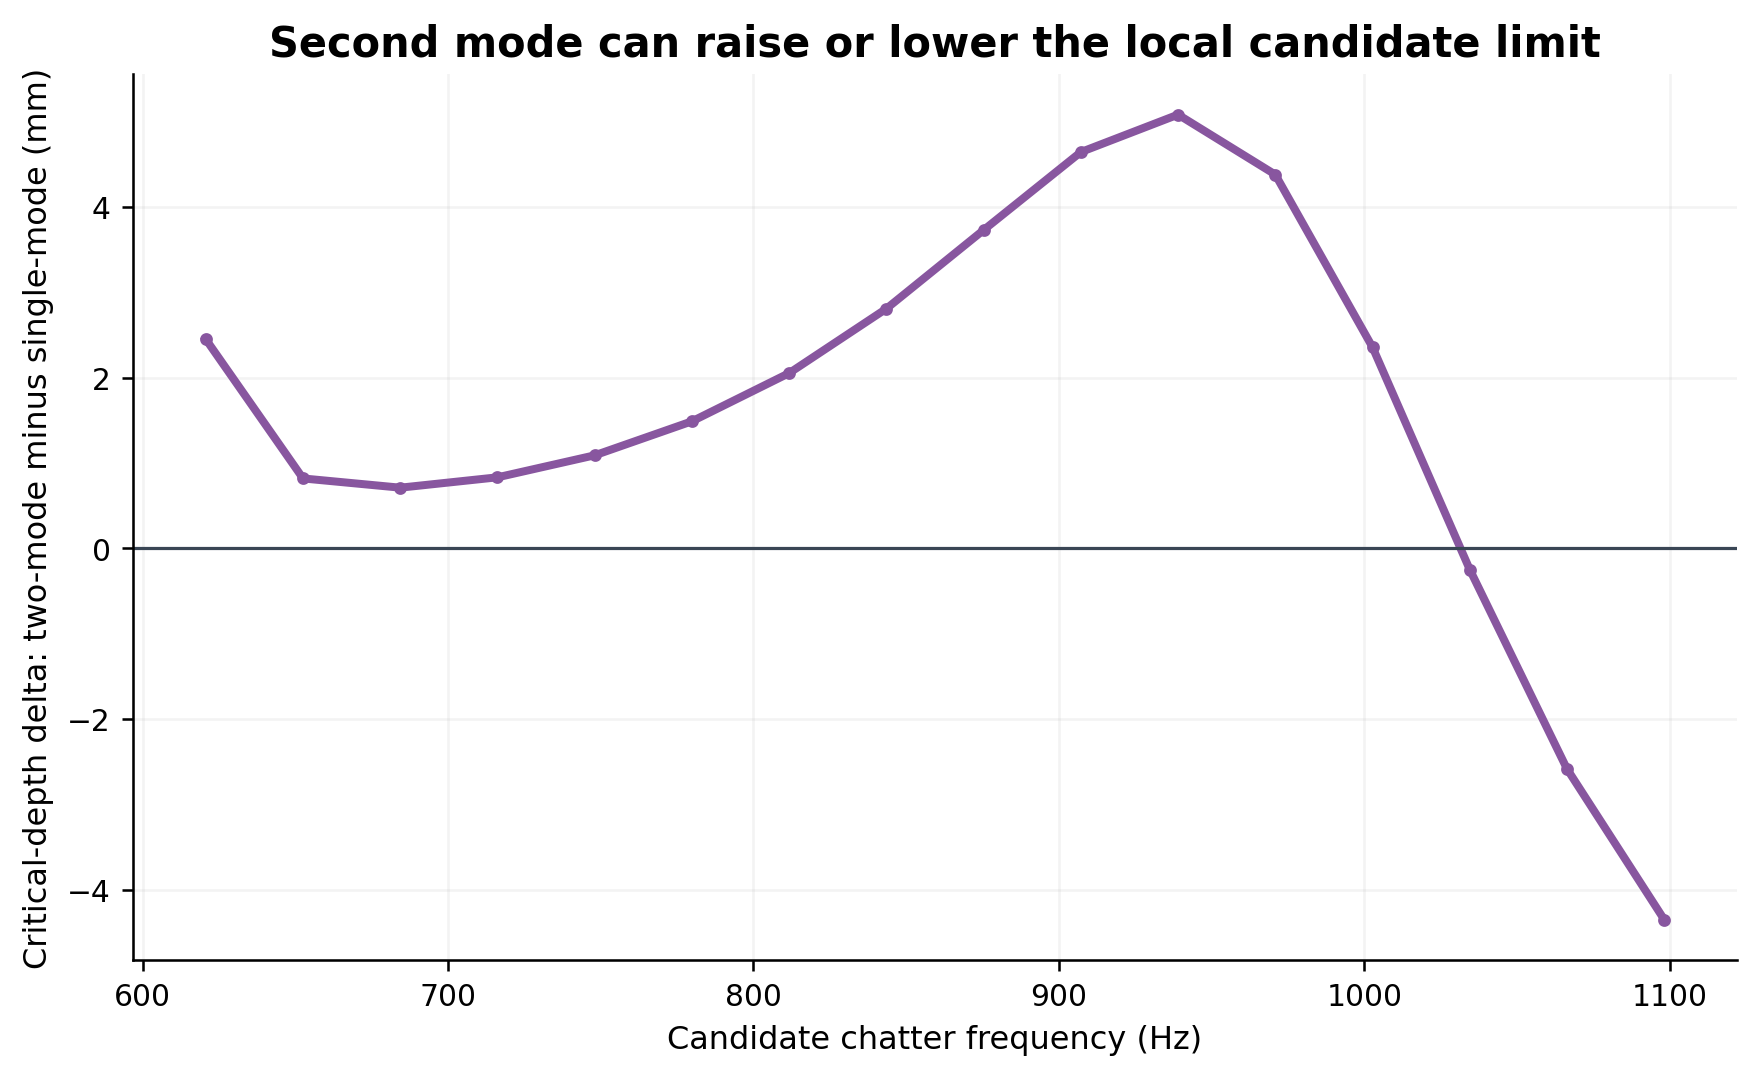 Second mode can raise or lower the local candidate limit
Critical-depth delta: two-mode minus single-mode (mm)
4
2
0
−2
−4
600 700 800 900 1000 1100
Candidate chatter frequency (Hz)